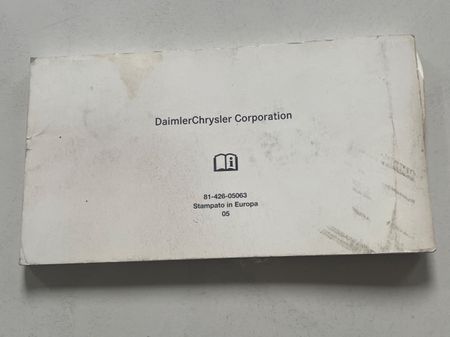 DaimlerChrysler Corporation
81-426-05063
Stampato in Europa
05